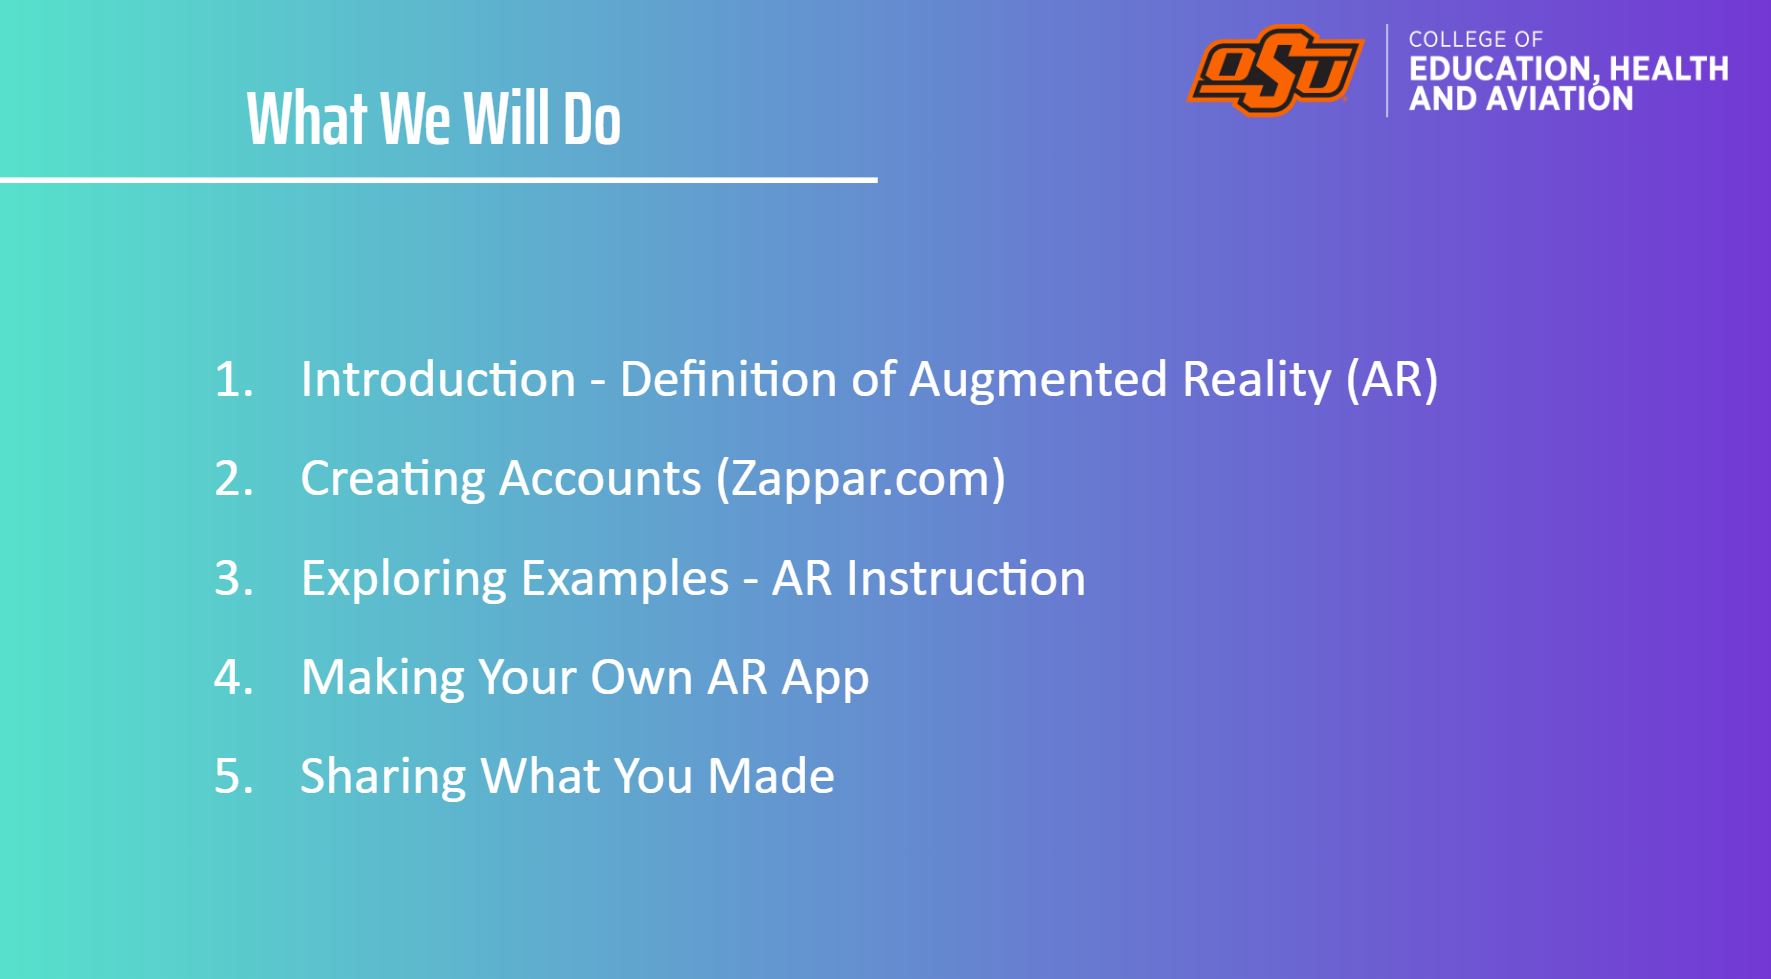 What We Will Do
OSU
COLLEGE OF
EDUCATION, HEALTH
AND AVIATION
1. Introduction - Definition of Augmented Reality (AR)
2. Creating Accounts (Zappar.com)
3. Exploring Examples - AR Instruction
4. Making Your Own AR App
5. Sharing What You Made